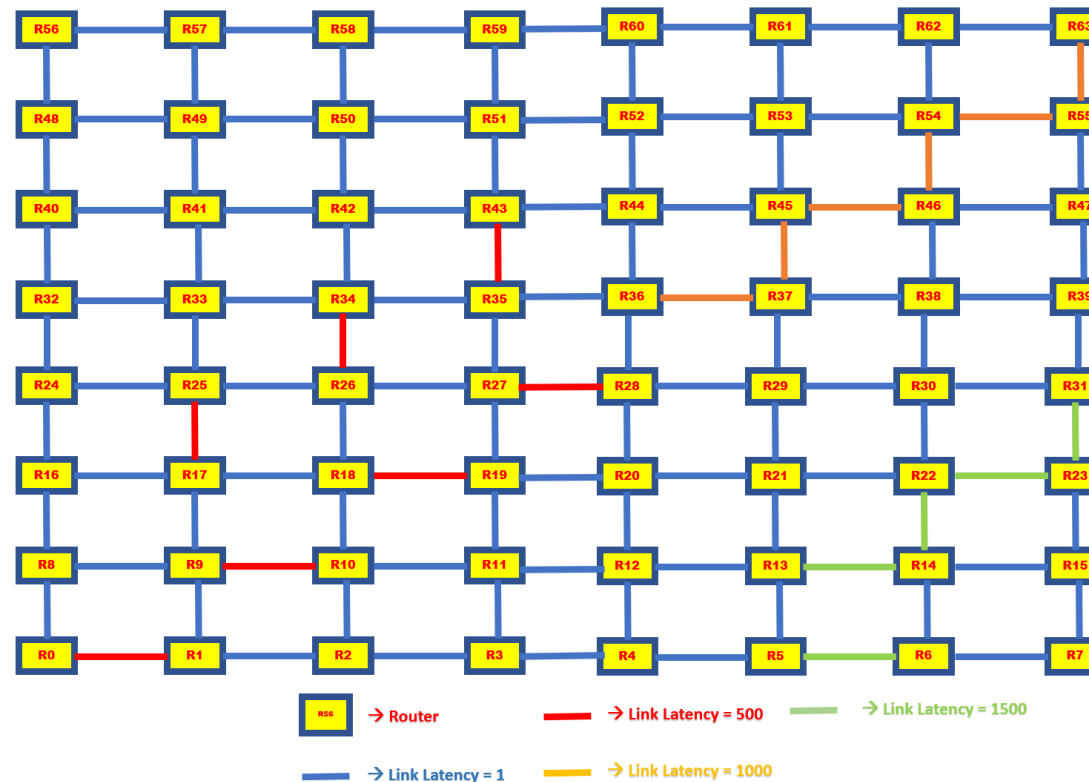 R56 R57 R58 R59 R60 R61 R62 R63
R48 R49 R50 R51 R52 R53 R54 R55
R40 R41 R42 R43 R44 R45 R46 R47
R32 R33 R34 R35 R36 R37 R38 R39
R24 R25 R26 R27 R28 R29 R30 R31
R16 R17 R18 R19 R20 R21 R22 R23
R8 R9 R10 R11 R12 R13 R14 R15
R0 R1 R2 R3 R4 R5 R6 R7
R56 → Router → Link Latency = 500 → Link Latency = 1500
→ Link Latency = 1 → Link Latency = 1000